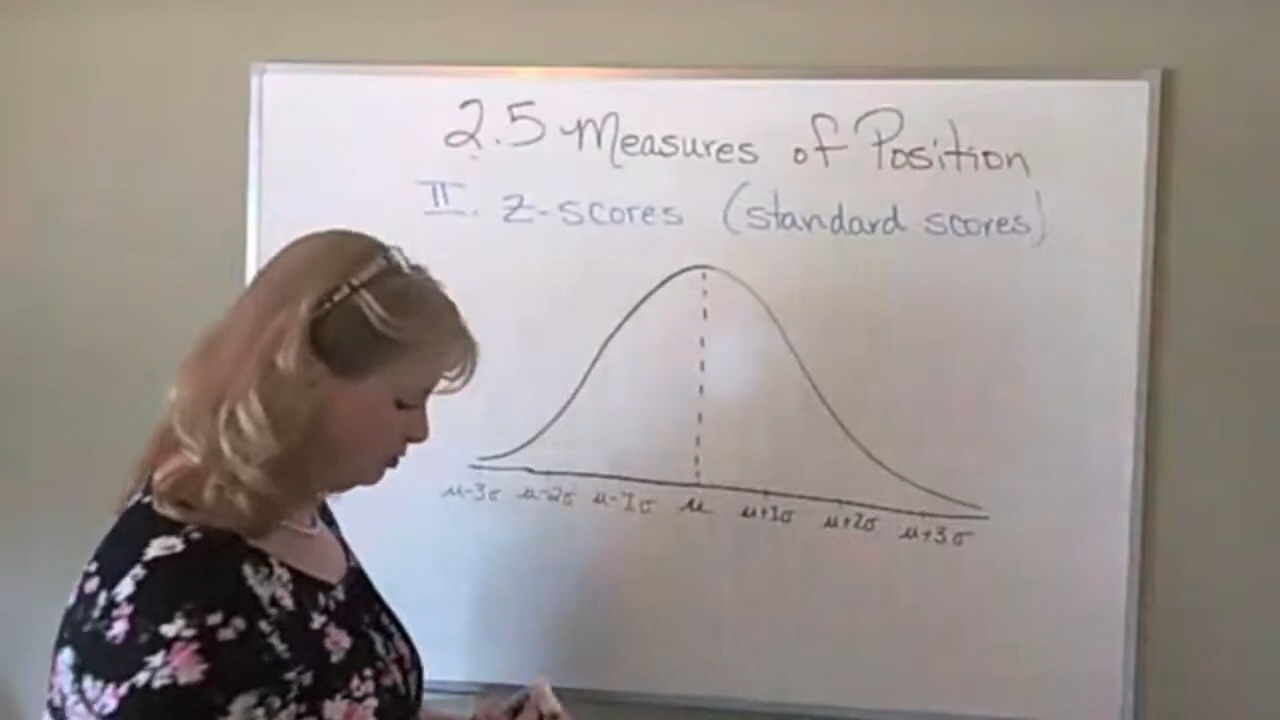 2.5 Measures of Position
II. z-scores (standard scores)
μ-3σ μ-2σ μ-1σ μ μ+1σ μ+2σ μ+3σ